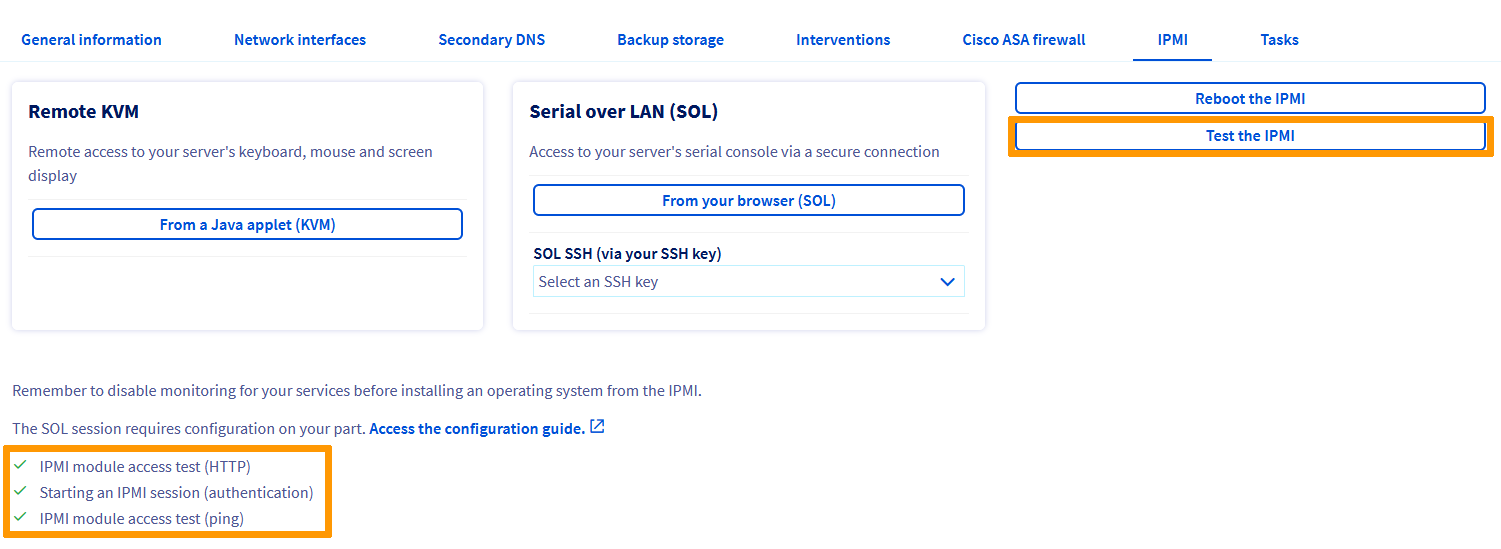 General information
Network interfaces
Secondary DNS
Backup storage
Interventions
Cisco ASA firewall
IPMI
Tasks
Remote KVM
Remote access to your server's keyboard, mouse and screen
display
From a Java applet (KVM)
Serial over LAN (SOL)
Access to your server's serial console via a secure connection
From your browser (SOL)
SOL SSH (via your SSH key)
Select an SSH key
Reboot the IPMI
Test the IPMI
Remember to disable monitoring for your services before installing an operating system from the IPMI.
The SOL session requires configuration on your part. Access the configuration guide.
IPMI module access test (HTTP)
Starting an IPMI session (authentication)
IPMI module access test (ping)